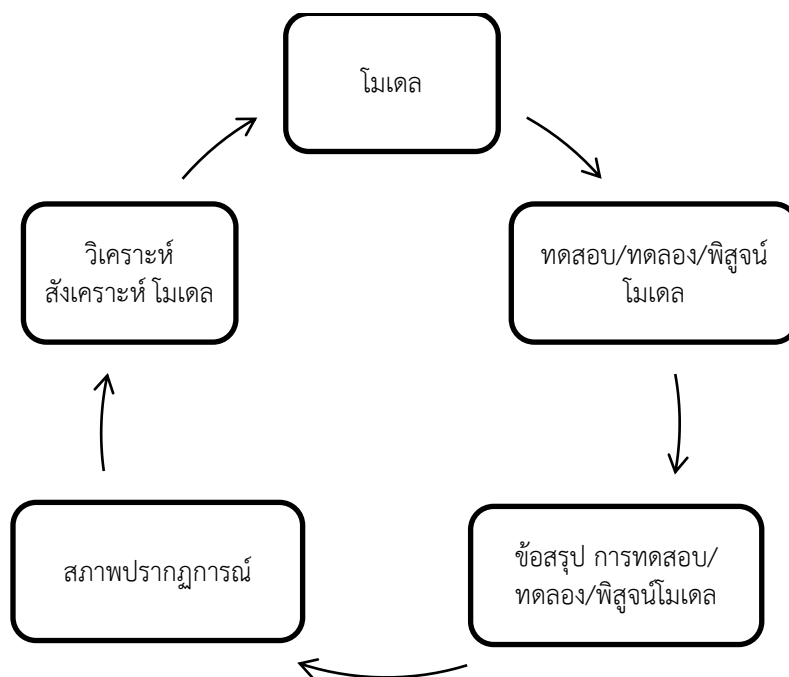 โมเดล
ทดสอบ/ทดลอง/พิสูจน์
โมเดล
ข้อสรุป การทดสอบ/
ทดลอง/พิสูจน์โมเดล
สภาพปรากฏการณ์
วิเคราะห์
สังเคราะห์ โมเดล